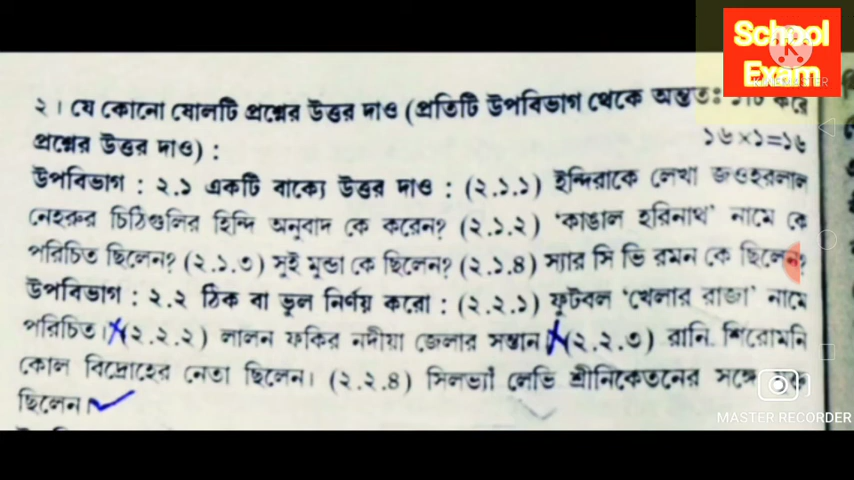 School
Exam
KINEMASTER
২। যে কোনো ষোলটি প্রশ্নের উত্তর দাও (প্রতিটি উপবিভাগ থেকে অন্তত: ১টি করে
প্রশ্নের উত্তর দাও) :
১৬×১=১৬
উপবিভাগ : ২.১ একটি বাক্যে উত্তর দাও : (২.১.১) ইন্দিরাকে লেখা জওহরলাল
নেহরুর চিঠিগুলির হিন্দি অনুবাদ কে করেন? (২.১.২) ‘কাঙাল হরিনাথ’ নামে কে
পরিচিত ছিলেন? (২.১.৩) সুই মুন্ডা কে ছিলেন? (২.১.৪) স্যার সি ভি রমন কে ছিলেন?
উপবিভাগ : ২.২ ঠিক বা ভুল নির্ণয় করো : (২.২.১) ফুটবল ‘খেলার রাজা’ নামে
পরিচিত। (২.২.২) লালন ফকির নদীয়া জেলার সন্তান। (২.২.৩) রানি শিরোমনি
কোল বিদ্রোহের নেতা ছিলেন। (২.২.৪) সিলভ্যাঁ লেভি শ্রীনিকেতনের সঙ্গে
ছিলেন।
MASTER RECORDER